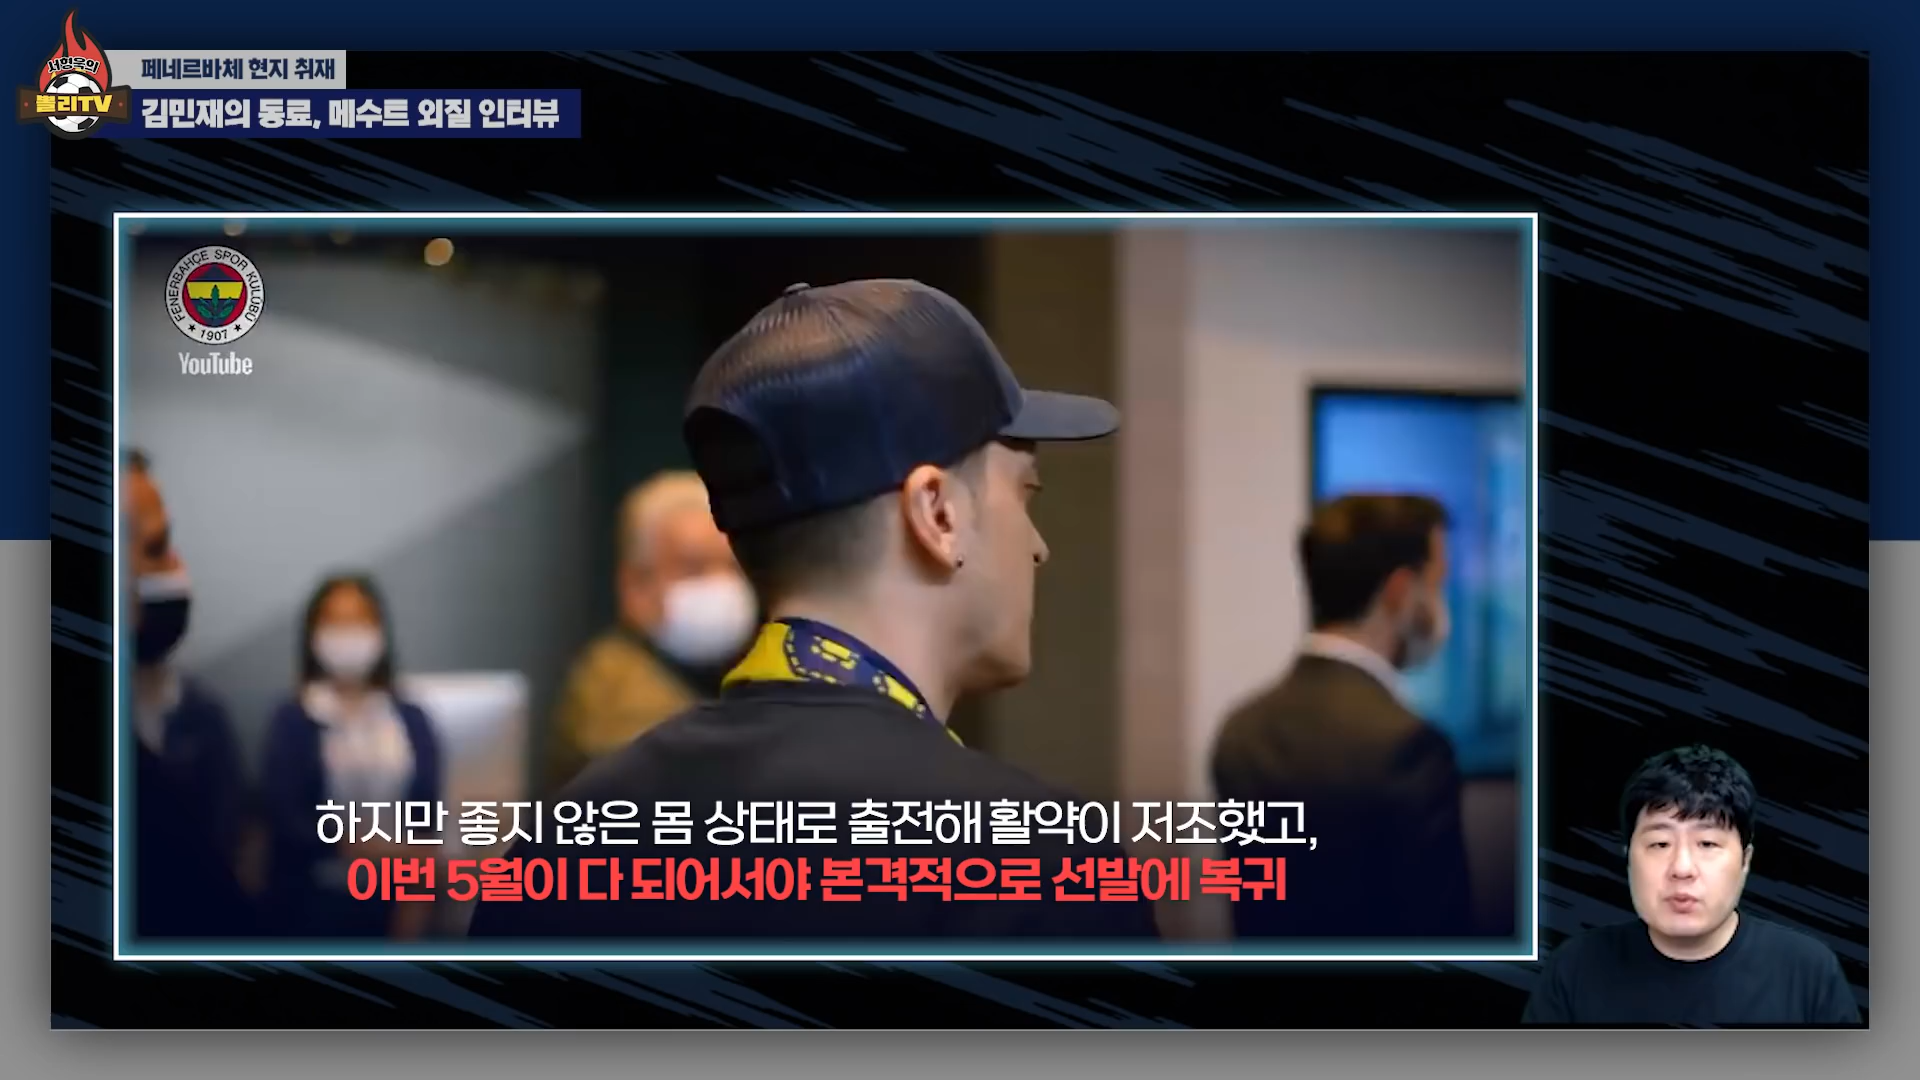 서형욱의
뽈리TV
페네르바체 현지 취재
김민재의 동료, 메수트 외질 인터뷰
FENERBAHÇE SPOR KULÜBÜ
★ 1907 ★
YouTube
하지만 좋지 않은 몸 상태로 출전해 활약이 저조했고,
이번 5월이 다 되어서야 본격적으로 선발에 복귀